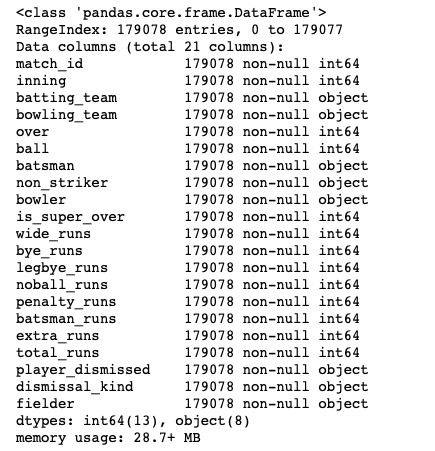 <class 'pandas.core.frame.DataFrame'>
RangeIndex: 179078 entries, 0 to 179077
Data columns (total 21 columns):
match_id            179078 non-null int64
inning              179078 non-null int64
batting_team        179078 non-null object
bowling_team        179078 non-null object
over                179078 non-null int64
ball                179078 non-null int64
batsman             179078 non-null object
non_striker         179078 non-null object
bowler              179078 non-null object
is_super_over       179078 non-null int64
wide_runs           179078 non-null int64
bye_runs            179078 non-null int64
legbye_runs         179078 non-null int64
noball_runs         179078 non-null int64
penalty_runs        179078 non-null int64
batsman_runs        179078 non-null int64
extra_runs          179078 non-null int64
total_runs          179078 non-null int64
player_dismissed    179078 non-null object
dismissal_kind      179078 non-null object
fielder             179078 non-null object
dtypes: int64(13), object(8)
memory usage: 28.7+ MB